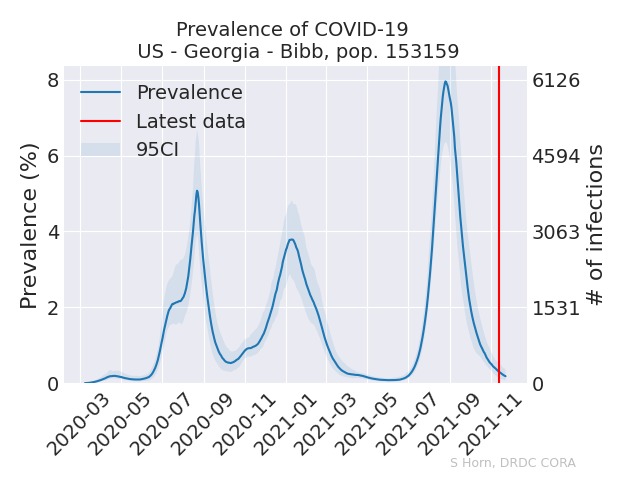 Prevalence of COVID-19
US - Georgia - Bibb, pop. 153159
Prevalence
Latest data
95CI
Prevalence (%)
8
6
4
2
0
6126
4594
3063
1531
0
# of infections
2020-03
2020-05
2020-07
2020-09
2020-11
2021-01
2021-03
2021-05
2021-07
2021-09
2021-11
S Horn, DRDC CORA